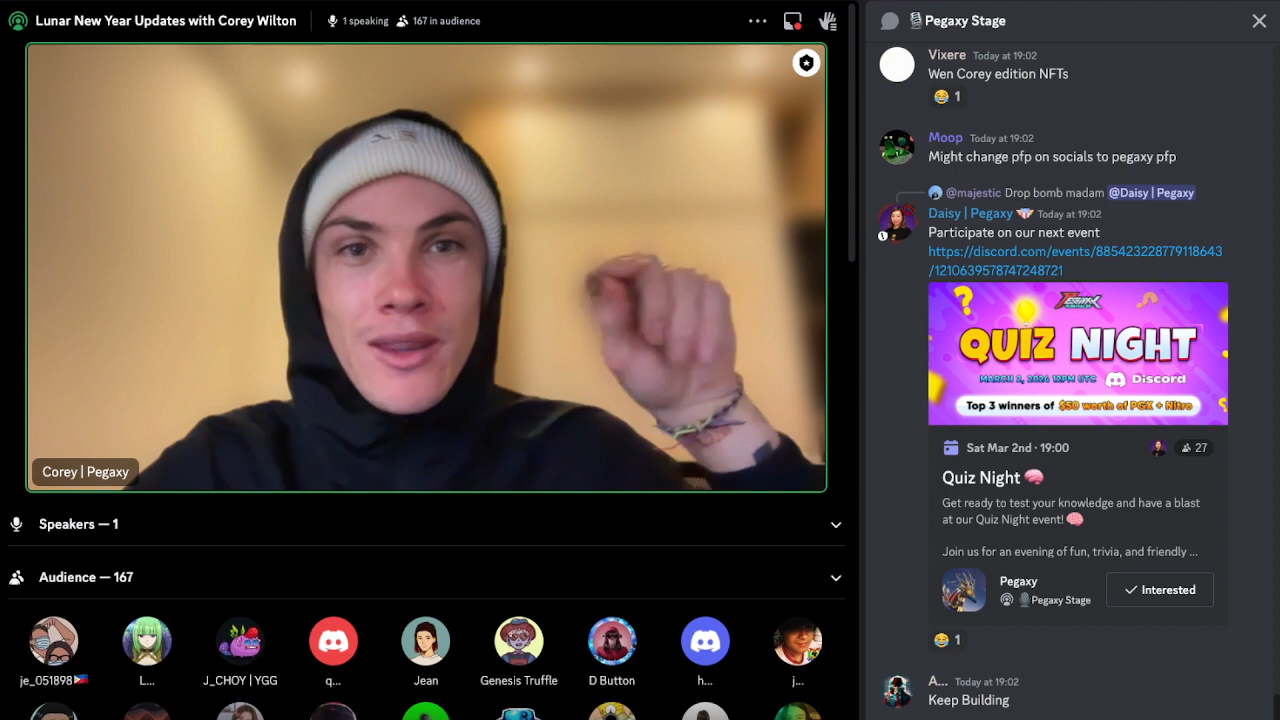 Lunar New Year Updates with Corey Wilton
1 speaking
167 in audience
Pegaxy Stage
Vixere Today at 19:02
Wen Corey edition NFTs
😂 1
Moop Today at 19:02
Might change pfp on socials to pegaxy pfp
@majestic Drop bomb madam @Daisy | Pegaxy
Daisy | Pegaxy Today at 19:02
Participate on our next event
https://discord.com/events/885423228779118643
/1210639578747248721
PEGAXY
QUIZ NIGHT
MARCH 2, 2024 12PM UTC Discord
Top 3 winners of $50 worth of PGX + Nitro
Sat Mar 2nd · 19:00
27
Quiz Night 🧠
Get ready to test your knowledge and have a blast
at our Quiz Night event! 🧠
Join us for an evening of fun, trivia, and friendly ...
Pegaxy
Pegaxy Stage
Interested
😂 1
A... Today at 19:02
Keep Building
Corey | Pegaxy
Speakers — 1
Audience — 167
je_051898🇵🇭
L...
J_CHOY | YGG
q...
Jean
Genesis Truffle
D Button
h...
j...